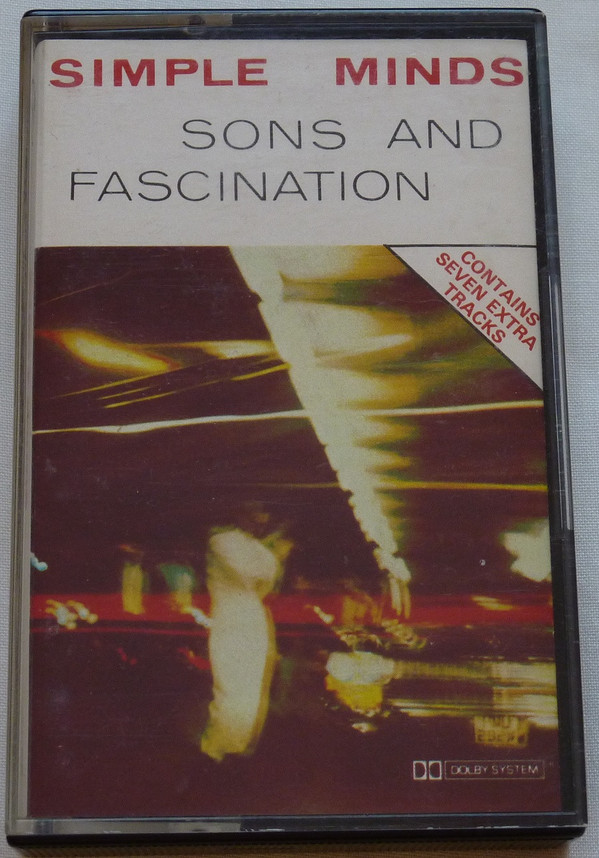 SIMPLE MINDS
SONS AND
FASCINATION
CONTAINS
SEVEN EXTRA
TRACKS
DOLBY SYSTEM